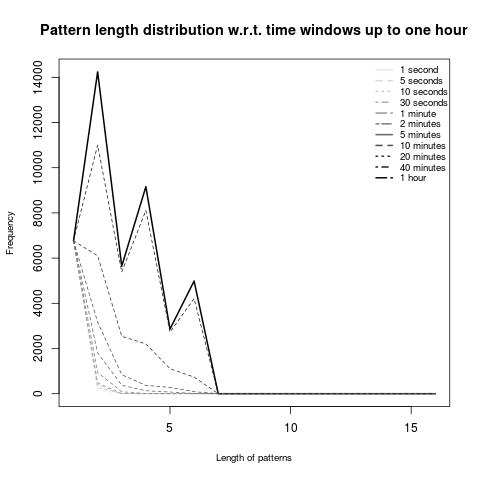 Pattern length distribution w.r.t. time windows up to one hour
14000
12000
10000
8000
6000
4000
2000
0
Frequency
1 second
5 seconds
10 seconds
30 seconds
1 minute
2 minutes
5 minutes
10 minutes
20 minutes
40 minutes
1 hour
5
10
15
Length of patterns